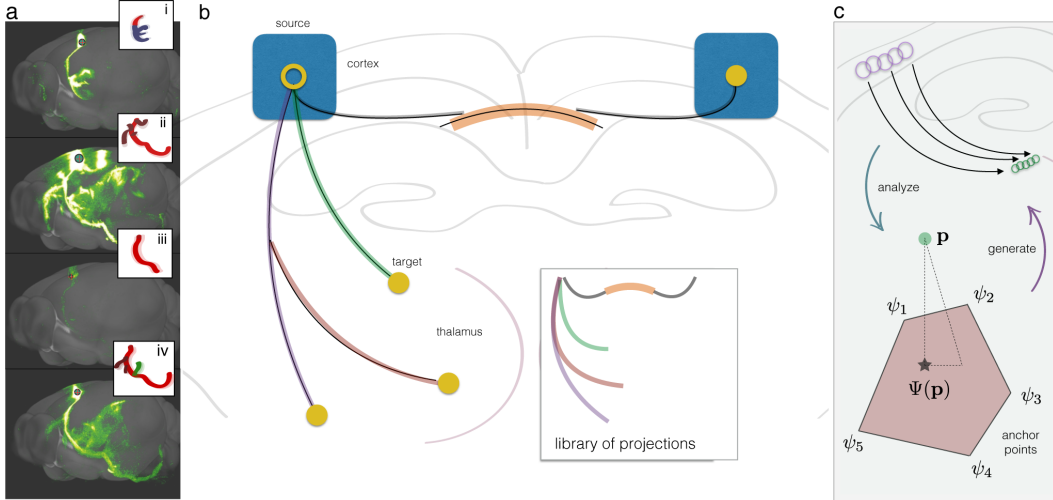 a
i
ii
iii
iv
b
source
cortex
target
thalamus
library of projections
c
analyze
p
generate
ψ₁
ψ₂
Ψ(p)
ψ₃
anchor
points
ψ₅
ψ₄